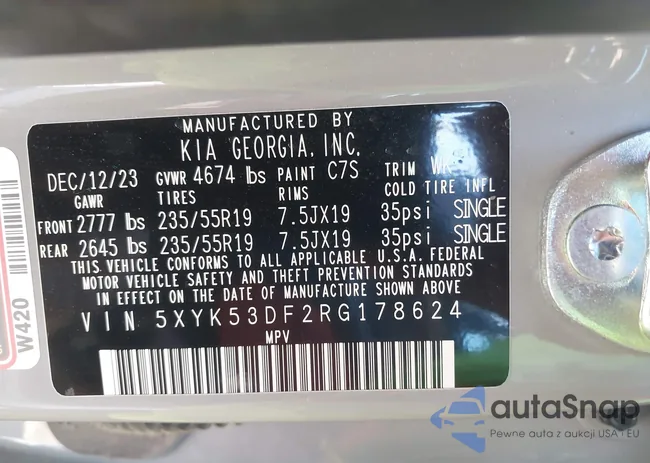 MANUFACTURED BY
KIA GEORGIA, INC.
DEC/12/23 GVWR 4674 lbs PAINT C7S TRIM
GAWR TIRES RIMS COLD TIRE INFL
FRONT 2777 lbs 235/55R19 7.5JX19 35psi SINGLE
REAR 2645 lbs 235/55R19 7.5JX19 35psi SINGLE
THIS VEHICLE CONFORMS TO ALL APPLICABLE U.S.A. FEDERAL
MOTOR VEHICLE SAFETY AND THEFT PREVENTION STANDARDS
IN EFFECT ON THE DATE OF MANUFACTURE SHOWN ABOVE
VIN 5XYK53DF2RG178624
MPV
W420
autaSnap
Pewne auta z aukcji USA i EU